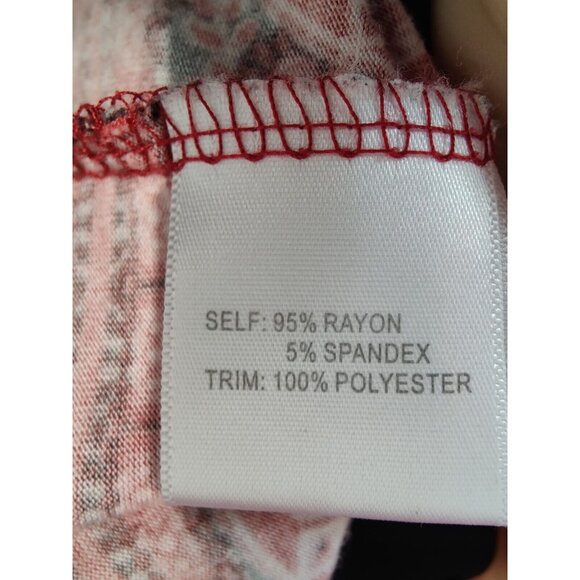 SELF: 95% RAYON
5% SPANDEX
TRIM: 100% POLYESTER